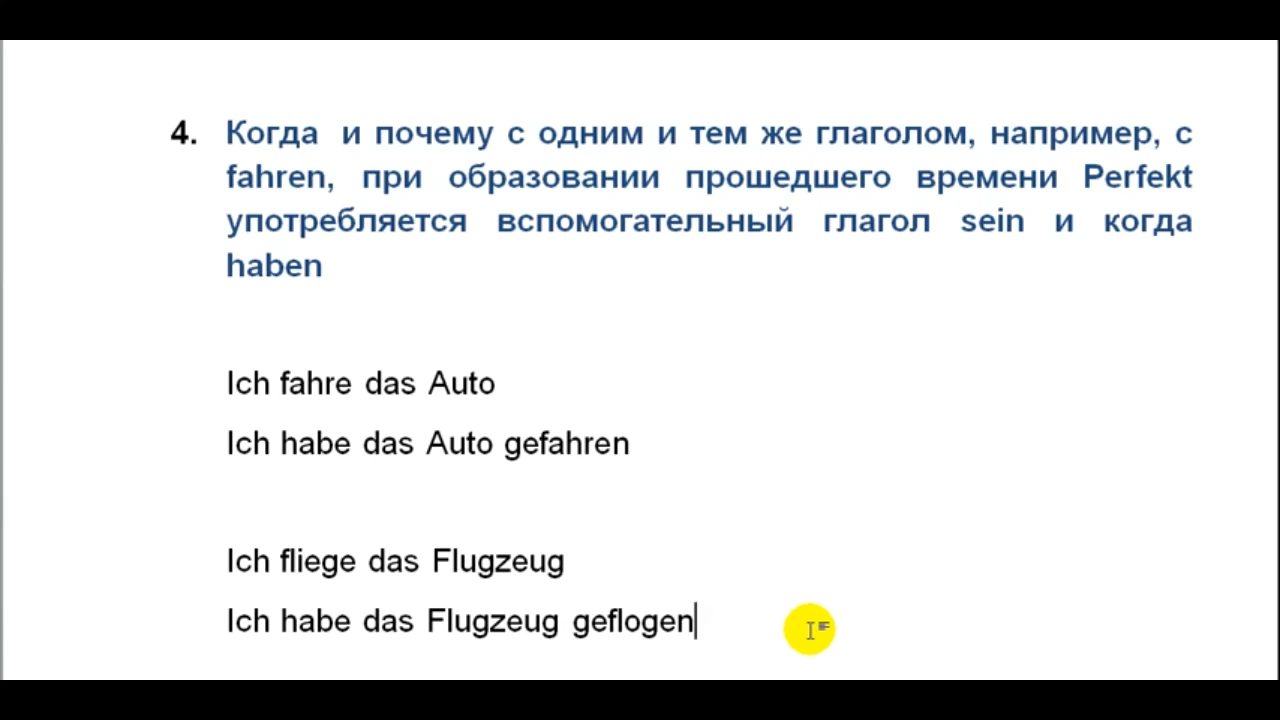 4. Когда и почему с одним и тем же глаголом, например, с
fahren, при образовании прошедшего времени Perfekt
употребляется вспомогательный глагол sein и когда
haben
Ich fahre das Auto
Ich habe das Auto gefahren
Ich fliege das Flugzeug
Ich habe das Flugzeug geflogen